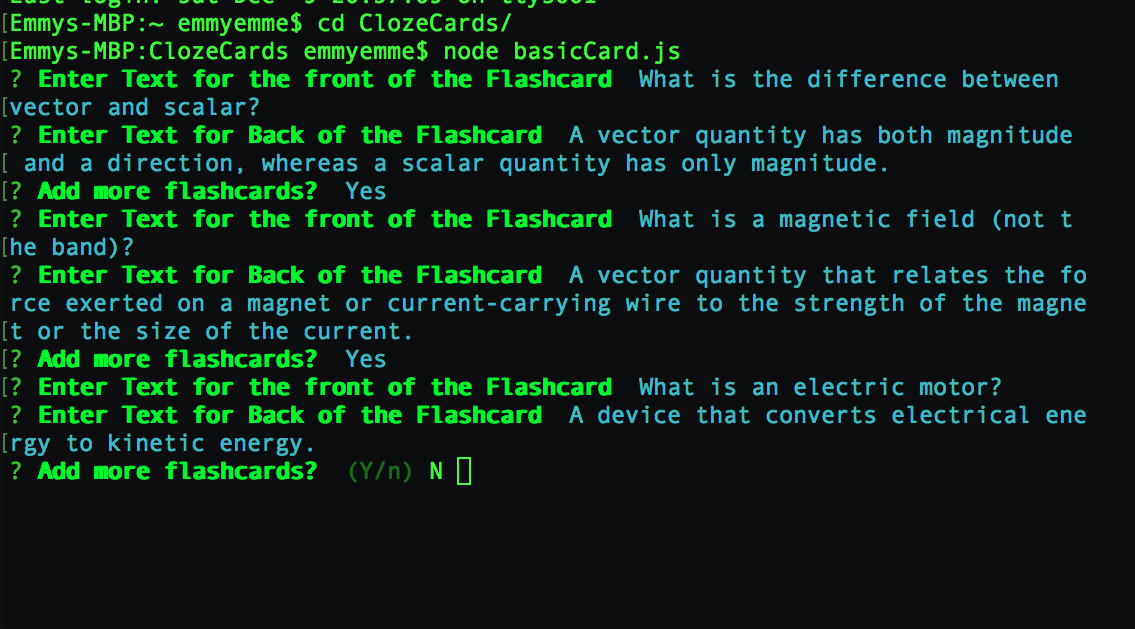 [Emmys-MBP:~ emmyemme$ cd ClozeCards/
[Emmys-MBP:ClozeCards emmyemme$ node basicCard.js
? Enter Text for the front of the Flashcard  What is the difference between
[vector and scalar?
? Enter Text for Back of the Flashcard  A vector quantity has both magnitude
[ and a direction, whereas a scalar quantity has only magnitude.
[? Add more flashcards?  Yes
? Enter Text for the front of the Flashcard  What is a magnetic field (not t
[he band)?
? Enter Text for Back of the Flashcard  A vector quantity that relates the fo
rce exerted on a magnet or current-carrying wire to the strength of the magne
[t or the size of the current.
[? Add more flashcards?  Yes
[? Enter Text for the front of the Flashcard  What is an electric motor?
? Enter Text for Back of the Flashcard  A device that converts electrical ene
[rgy to kinetic energy.
? Add more flashcards?  (Y/n) N